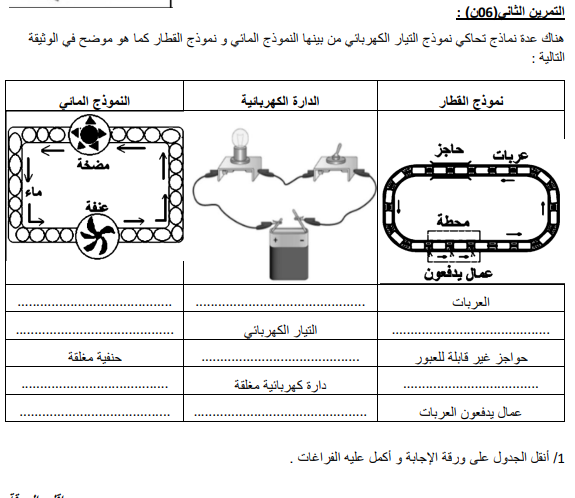 التمرين الثاني(06ن) :
هناك عدة نماذج تحاكي نموذج التيار الكهربائي من بينها النموذج المائي و نموذج القطار كما هو موضح في الوثيقة
التالية :
نموذج القطار الدارة الكهربائية النموذج المائي
عربات حاجز
محطة
عمال يدفعون
+ -
مضخة
ماء
عنفة
العربات ........................................ ........................................
........................................ التيار الكهربائي ........................................
حواجز غير قابلة للعبور ........................................ حنفية مغلقة
........................................ دارة كهربائية مغلقة ........................................
عمال يدفعون العربات ........................................ ........................................
1/ أنقل الجدول على ورقة الإجابة و أكمل عليه الفراغات .